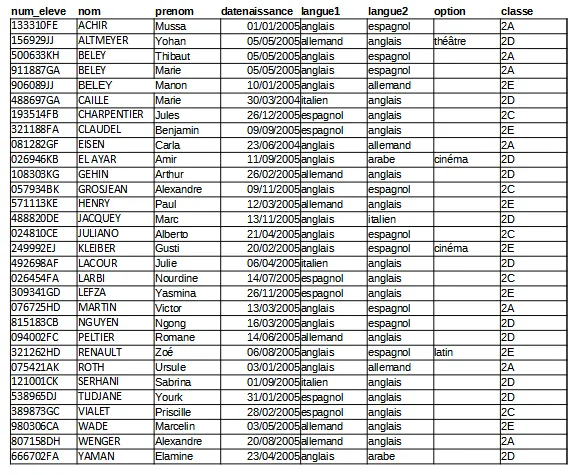 num_eleve nom prenom datenaissance langue1 langue2 option classe
133310FE ACHIR Mussa 01/01/2005 anglais espagnol 2A
156929JJ ALTMEYER Yohan 05/05/2005 allemand anglais théâtre 2D
500633KH BELEY Thibaut 05/05/2005 anglais espagnol 2A
911887GA BELEY Marie 05/05/2005 anglais espagnol 2A
906089JJ BELEY Manon 10/01/2005 anglais allemand 2E
488697GA CAILLE Marie 30/03/2004 italien anglais 2D
193514FB CHARPENTIER Jules 26/12/2005 espagnol anglais 2C
321188FA CLAUDEL Benjamin 09/09/2005 espagnol anglais 2E
081282GF EISEN Carla 23/06/2004 anglais allemand 2A
026946KB EL AYAR Amir 11/09/2005 anglais arabe cinéma 2D
108303KG GEHIN Arthur 26/02/2005 allemand anglais 2D
057934BK GROSJEAN Alexandre 09/11/2005 anglais espagnol 2C
571113KE HENRY Paul 12/03/2005 allemand anglais 2E
488820DE JACQUEY Marc 13/11/2005 anglais italien 2D
024810CE JULIANO Alberto 21/04/2005 anglais espagnol 2C
249992EJ KLEIBER Gusti 20/02/2005 anglais espagnol cinéma 2E
492698AF LACOUR Julie 06/04/2005 italien anglais 2D
026454FA LARBI Nourdine 14/07/2005 espagnol anglais 2C
309341GD LEFZA Yasmina 26/11/2005 espagnol anglais 2E
076725HD MARTIN Victor 13/03/2005 anglais espagnol 2A
815183CB NGUYEN Ngong 16/03/2005 anglais espagnol 2D
094002FC PELTIER Romane 14/06/2005 allemand anglais 2D
321262HD RENAULT Zoé 06/08/2005 anglais espagnol latin 2E
075421AK ROTH Ursule 03/01/2005 anglais allemand 2A
121001CK SERHANI Sabrina 01/09/2005 italien anglais 2D
538965DJ TIJDJANE Yourk 31/01/2005 espagnol anglais 2D
389873GC VIALET Priscille 28/02/2005 espagnol anglais 2C
980306CA WADE Marcelin 03/05/2005 allemand anglais 2E
807158DH WENGER Alexandre 20/08/2005 allemand anglais 2A
666702FA YAMAN Elamine 23/04/2005 anglais arabe 2D